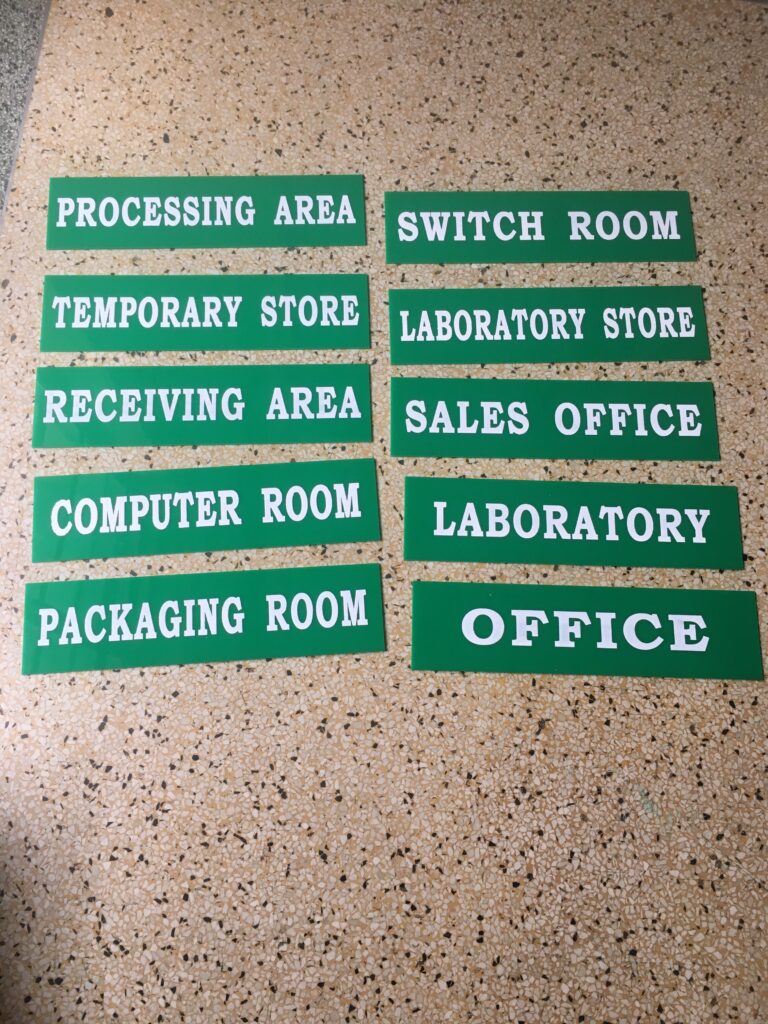 PROCESSING AREA
TEMPORARY STORE
RECEIVING AREA
COMPUTER ROOM
PACKAGING ROOM
SWITCH ROOM
LABORATORY STORE
SALES OFFICE
LABORATORY
OFFICE